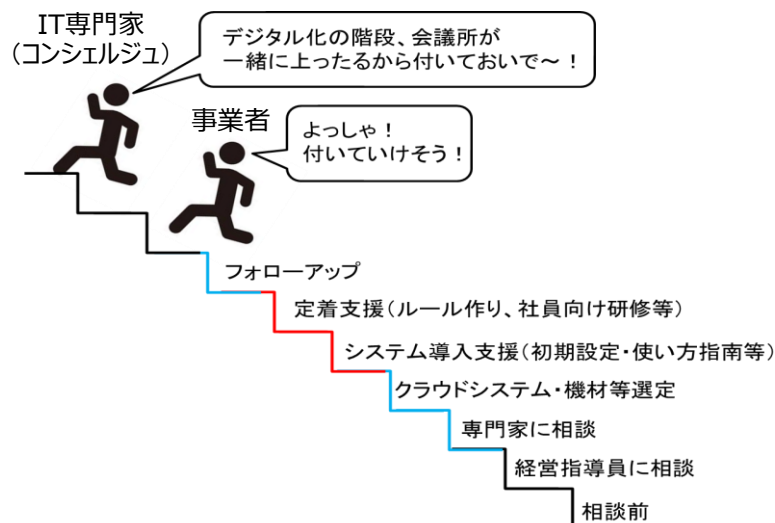 IT専門家
（コンシェルジュ）
デジタル化の階段、会議所が
一緒に上ったるから付いておいで～！
事業者
よっしゃ！
付いていけそう！
フォローアップ
定着支援（ルール作り、社員向け研修等）
システム導入支援（初期設定・使い方指南等）
クラウドシステム・機材等選定
専門家に相談
経営指導員に相談
相談前